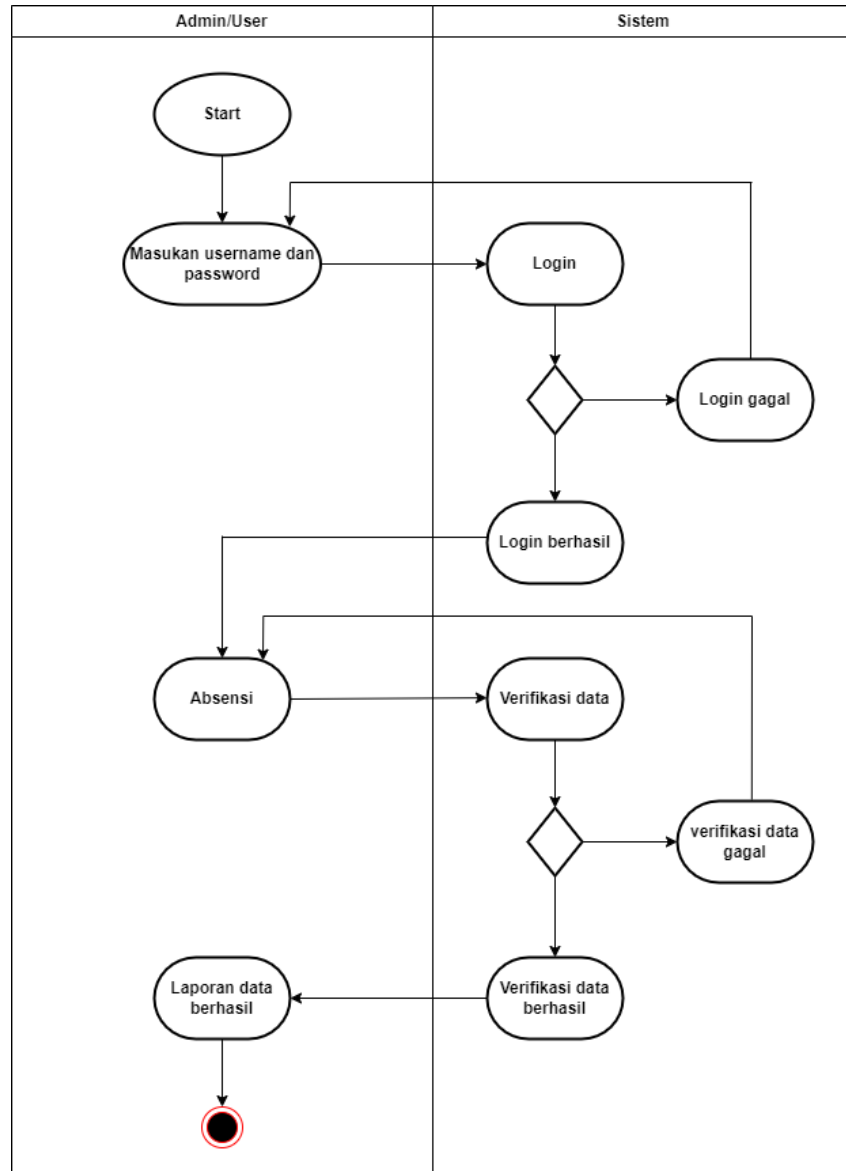 Admin/User
Sistem
Start
Masukan username dan
password
Login
Login gagal
Login berhasil
Absensi
Verifikasi data
verifikasi data
gagal
Laporan data
berhasil
Verifikasi data
berhasil